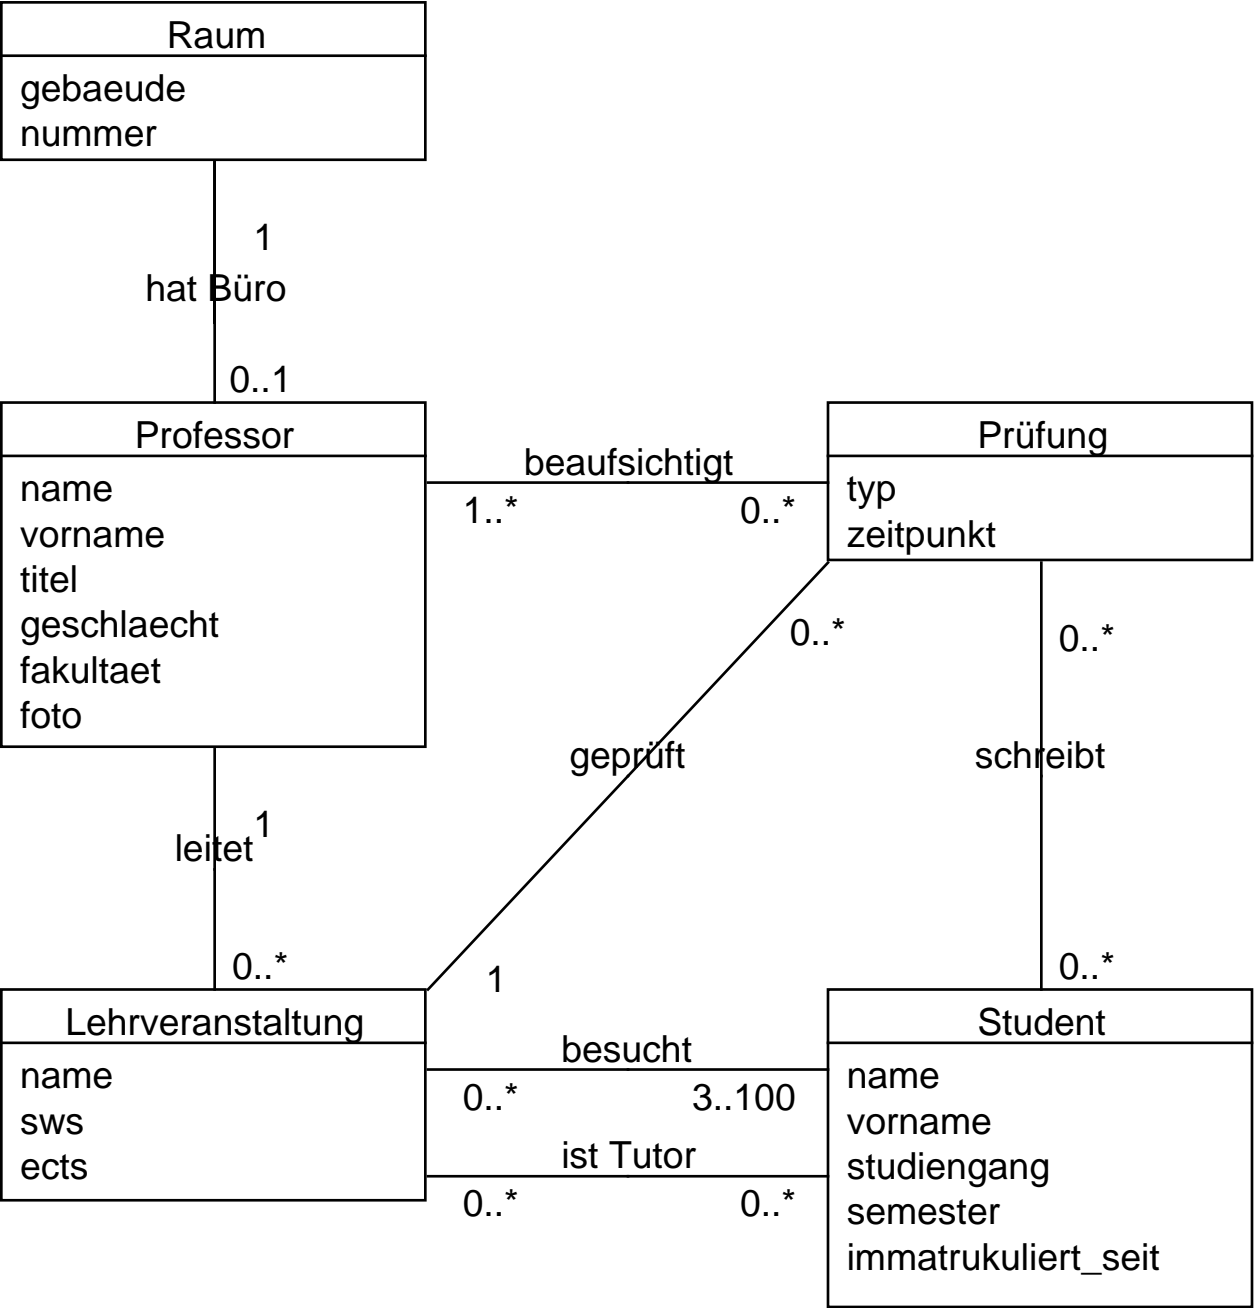 Raum
gebaeude
nummer
1
hat Büro
0..1
Professor
name
vorname
titel
geschlaecht
fakultaet
foto
beaufsichtigt
1..*
0..*
Prüfung
typ
zeitpunkt
0..*
0..*
geprüft
schreibt
1
leitet
0..*
1
0..*
Lehrveranstaltung
name
sws
ects
besucht
0..*
3..100
ist Tutor
0..*
0..*
Student
name
vorname
studiengang
semester
immatrukuliert_seit